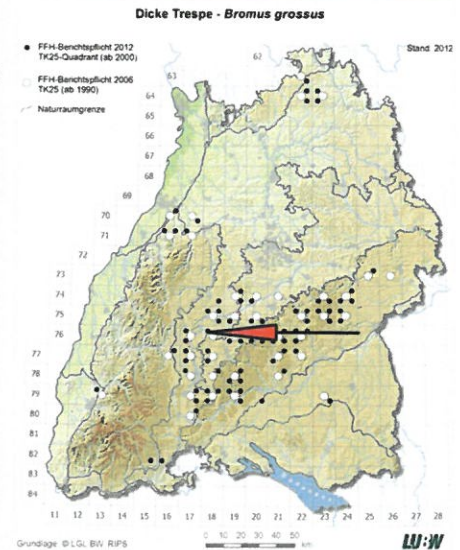 Dicke Trespe - Bromus grossus
FFH-Berichtspflicht 2012
TK25-Quadrant (ab 2000)
FFH-Berichtspflicht 2006
TK25 (ab 1990)
Naturraumgrenze
Stand: 2012
62
63
64
65
66
67
68
69
70
71
72
73
74
75
76
77
78
79
80
81
82
83
84
11 12 13 14 15 16 17 18 19 20 21 22 23 24 25 26 27 28
Grundlage © LGL BW RIPS
0 10 20 30 40 50
km
LUBW